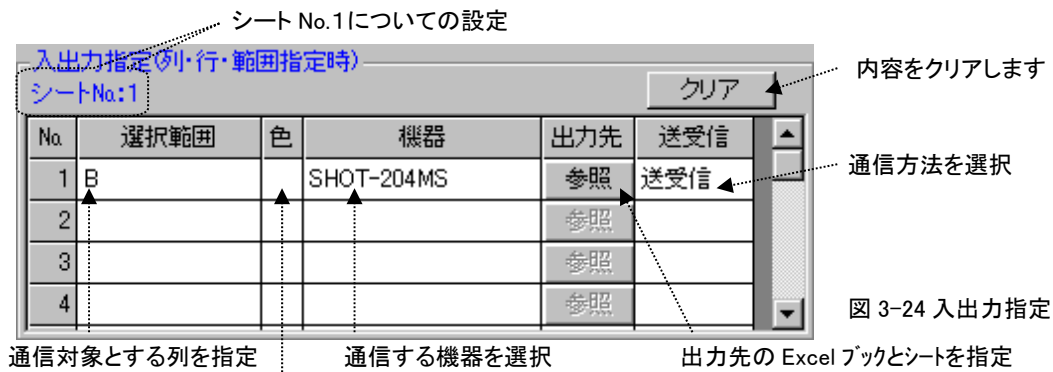 シート No.1についての設定
入出力指定(列・行・範囲指定時)
シートNo.:1
クリア
内容をクリアします
No. 選択範囲 色 機器 出力先 送受信
1 B SHOT-204MS 参照 送受信
通信方法を選択
2 参照
3 参照
4 参照
図 3-24 入出力指定
通信対象とする列を指定 通信する機器を選択 出力先の Excel ブックとシートを指定